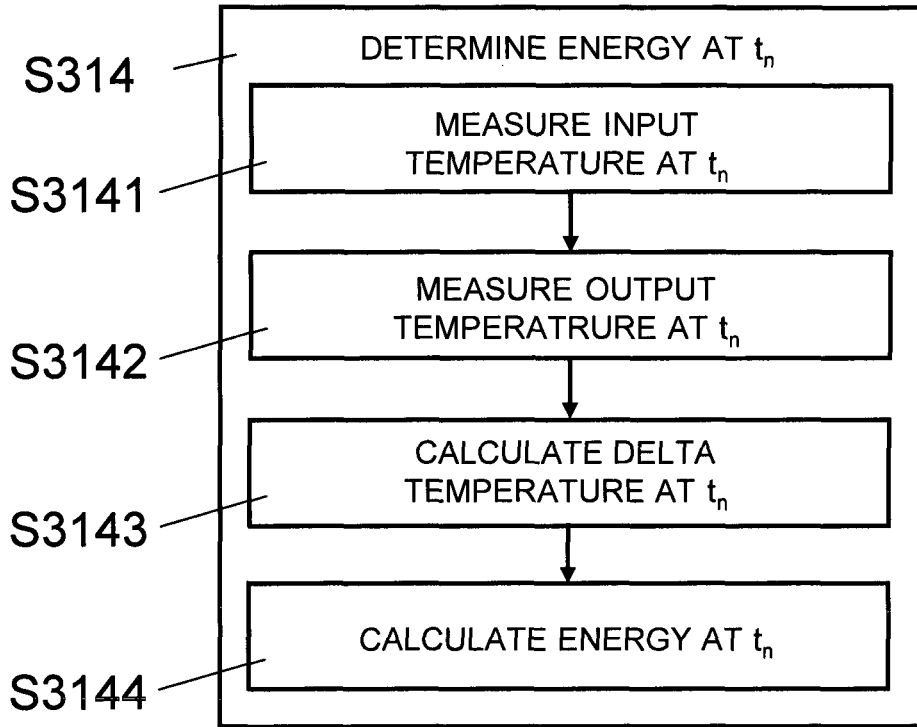 DETERMINE ENERGY AT tn
S314
MEASURE INPUT
TEMPERATURE AT tn
S3141
MEASURE OUTPUT
TEMPERATRURE AT tn
S3142
CALCULATE DELTA
TEMPERATURE AT tn
S3143
CALCULATE ENERGY AT tn
S3144